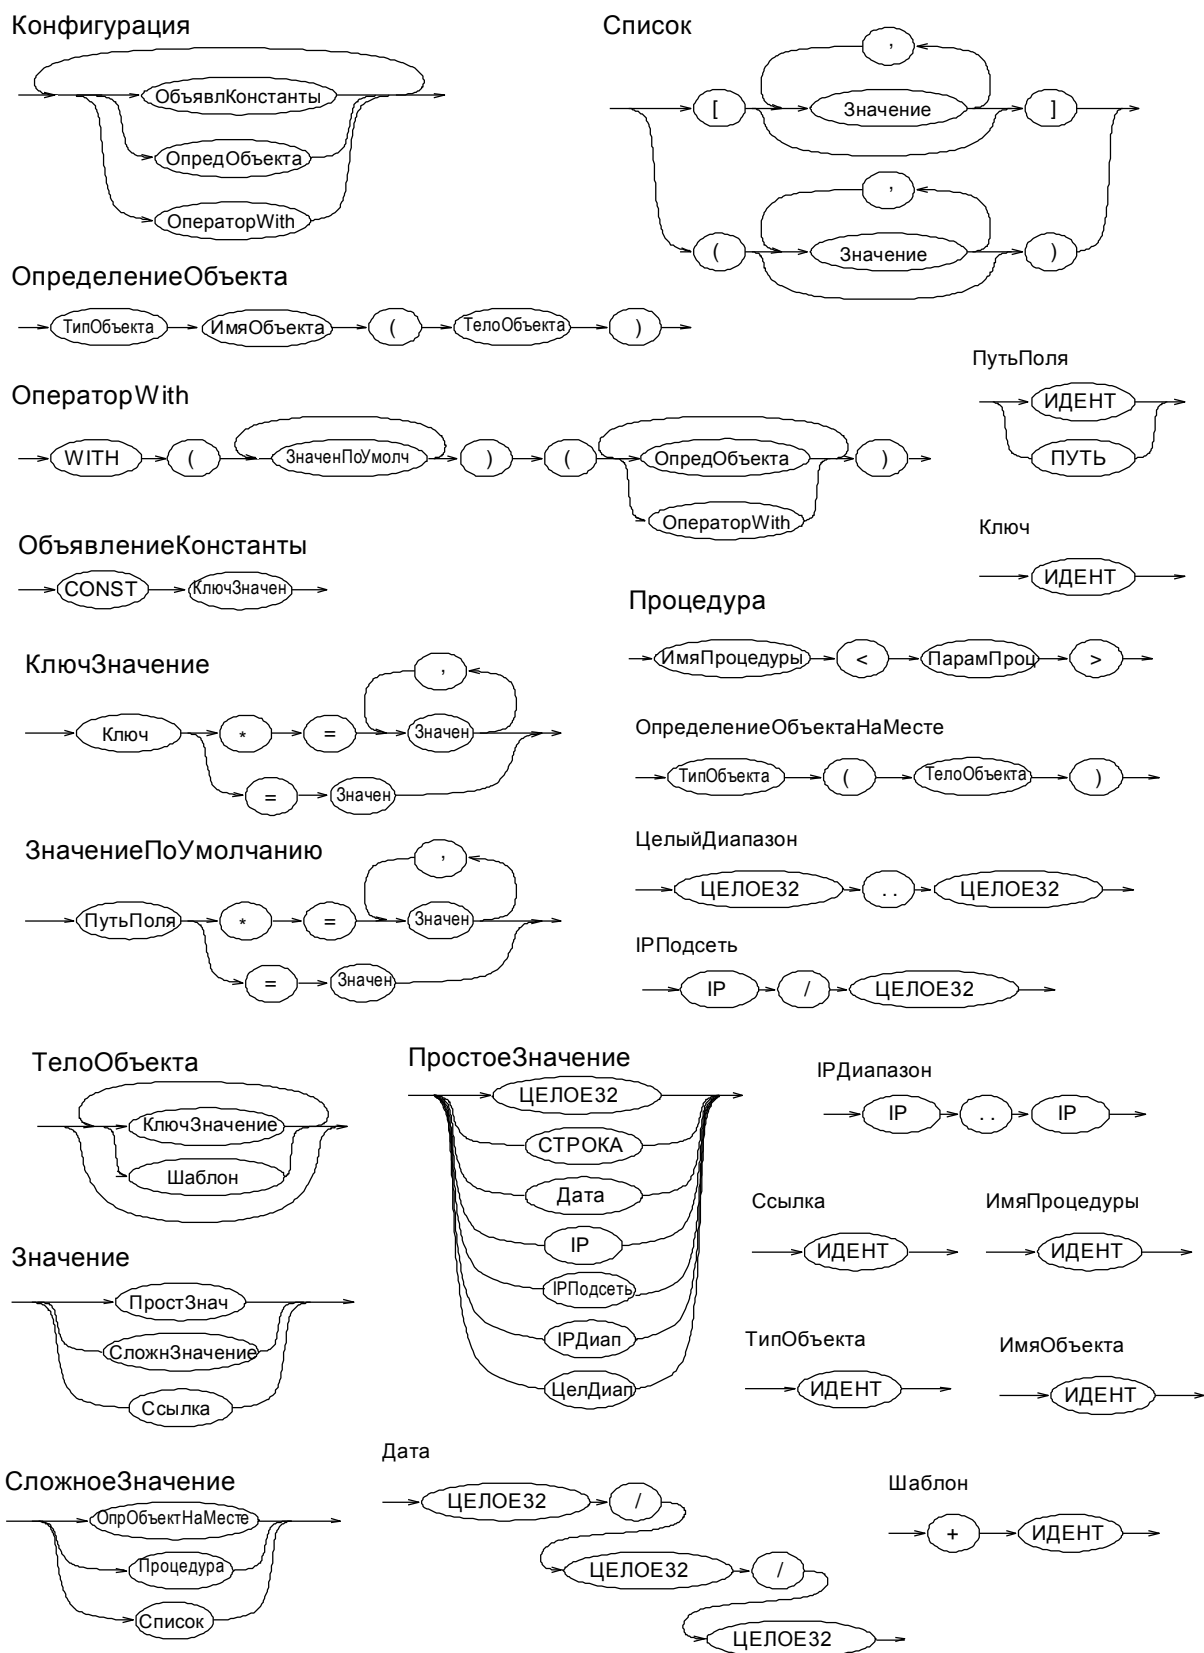 Конфигурация
ОбъявлКонстанты
ОпредОбъекта
ОператорWith
Список
,
[ Значение ]
,
( Значение )
ОпределениеОбъекта
ТипОбъекта ИмяОбъекта ( ТелоОбъекта )
ОператорWith
WITH ( ЗначенПоУмолч ) ( ОпредОбъекта )
ОператорWith
ПутьПоля
ИДЕНТ
ПУТЬ
Ключ
ИДЕНТ
ОбъявлениеКонстанты
CONST КлючЗначен
Процедура
ИмяПроцедуры < ПарамПроц >
КлючЗначение
,
Ключ * = Значен
= Значен
ОпределениеОбъектаНаМесте
ТипОбъекта ( ТелоОбъекта )
ЗначениеПоУмолчанию
,
ПутьПоля * = Значен
= Значен
ЦелыйДиапазон
ЦЕЛОЕ32 .. ЦЕЛОЕ32
IPПодсеть
IP / ЦЕЛОЕ32
ТелоОбъекта
КлючЗначение
Шаблон
ПростоеЗначение
ЦЕЛОЕ32
СТРОКА
Дата
IP
IPПодсеть
IPДиап
ЦелДиап
IPДиапазон
IP .. IP
Ссылка
ИДЕНТ
ИмяПроцедуры
ИДЕНТ
Значение
ПростЗнач
СложнЗначение
Ссылка
ТипОбъекта
ИДЕНТ
ИмяОбъекта
ИДЕНТ
СложноеЗначение
ОпрОбъектНаМесте
Процедура
Список
Дата
ЦЕЛОЕ32 /
ЦЕЛОЕ32 /
ЦЕЛОЕ32
Шаблон
+ ИДЕНТ